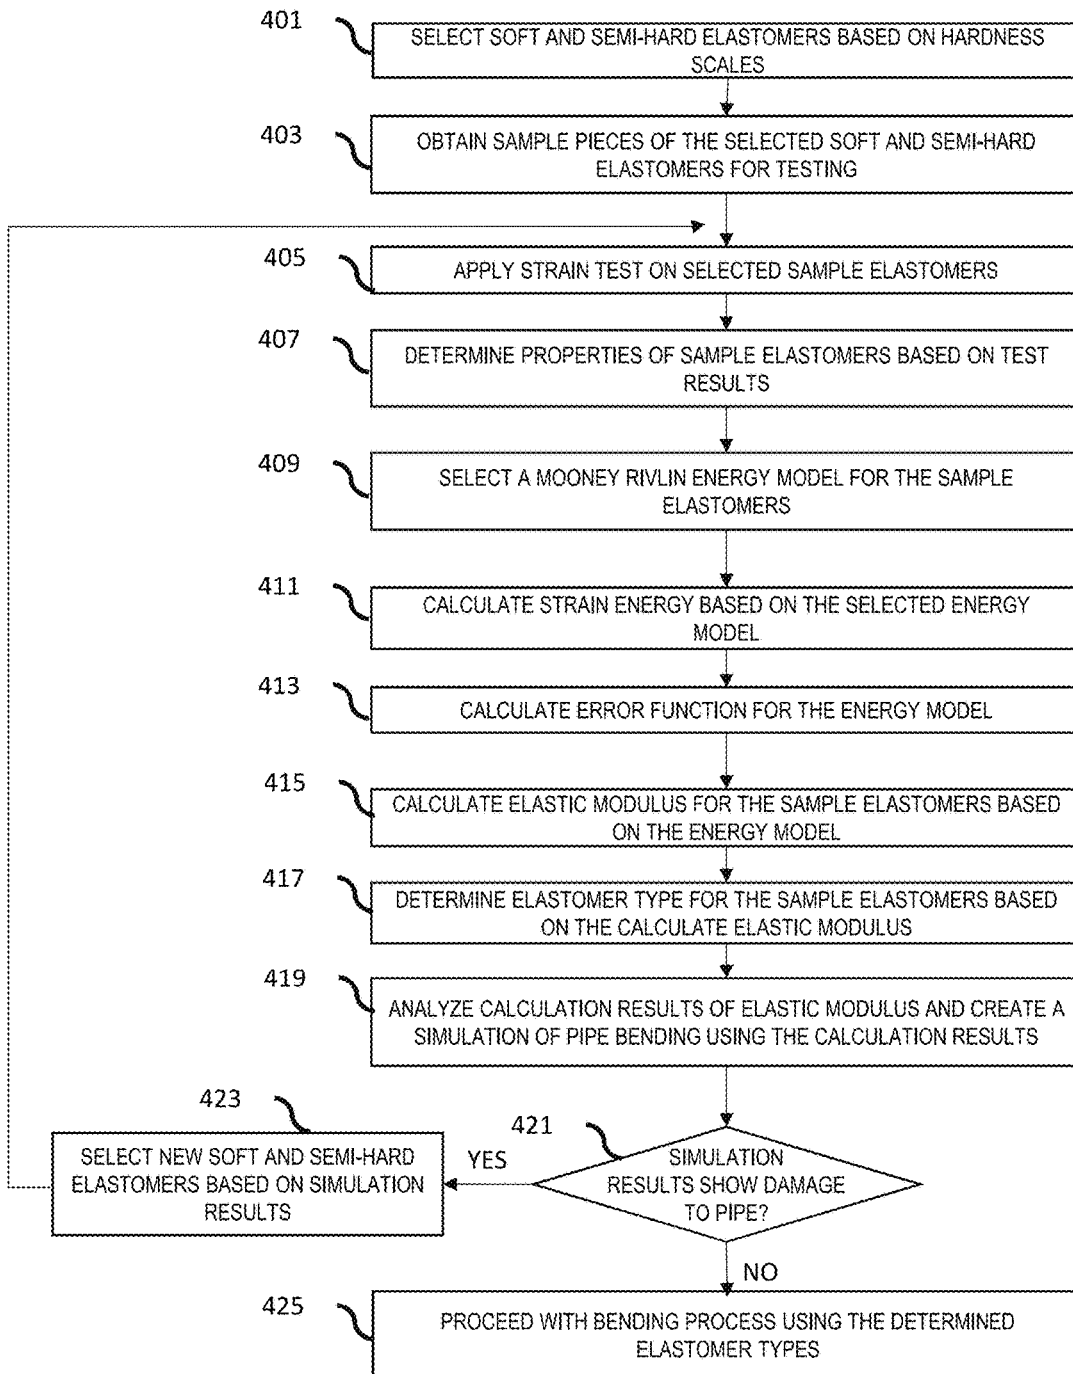 401
SELECT SOFT AND SEMI-HARD ELASTOMERS BASED ON HARDNESS
SCALES
403
OBTAIN SAMPLE PIECES OF THE SELECTED SOFT AND SEMI-HARD
ELASTOMERS FOR TESTING
405
APPLY STRAIN TEST ON SELECTED SAMPLE ELASTOMERS
407
DETERMINE PROPERTIES OF SAMPLE ELASTOMERS BASED ON TEST
RESULTS
409
SELECT A MOONEY RIVLIN ENERGY MODEL FOR THE SAMPLE
ELASTOMERS
411
CALCULATE STRAIN ENERGY BASED ON THE SELECTED ENERGY
MODEL
413
CALCULATE ERROR FUNCTION FOR THE ENERGY MODEL
415
CALCULATE ELASTIC MODULUS FOR THE SAMPLE ELASTOMERS BASED
ON THE ENERGY MODEL
417
DETERMINE ELASTOMER TYPE FOR THE SAMPLE ELASTOMERS BASED
ON THE CALCULATE ELASTIC MODULUS
419
ANALYZE CALCULATION RESULTS OF ELASTIC MODULUS AND CREATE A
SIMULATION OF PIPE BENDING USING THE CALCULATION RESULTS
421
SIMULATION
RESULTS SHOW DAMAGE
TO PIPE?
YES
423
SELECT NEW SOFT AND SEMI-HARD
ELASTOMERS BASED ON SIMULATION
RESULTS
NO
425
PROCEED WITH BENDING PROCESS USING THE DETERMINED
ELASTOMER TYPES